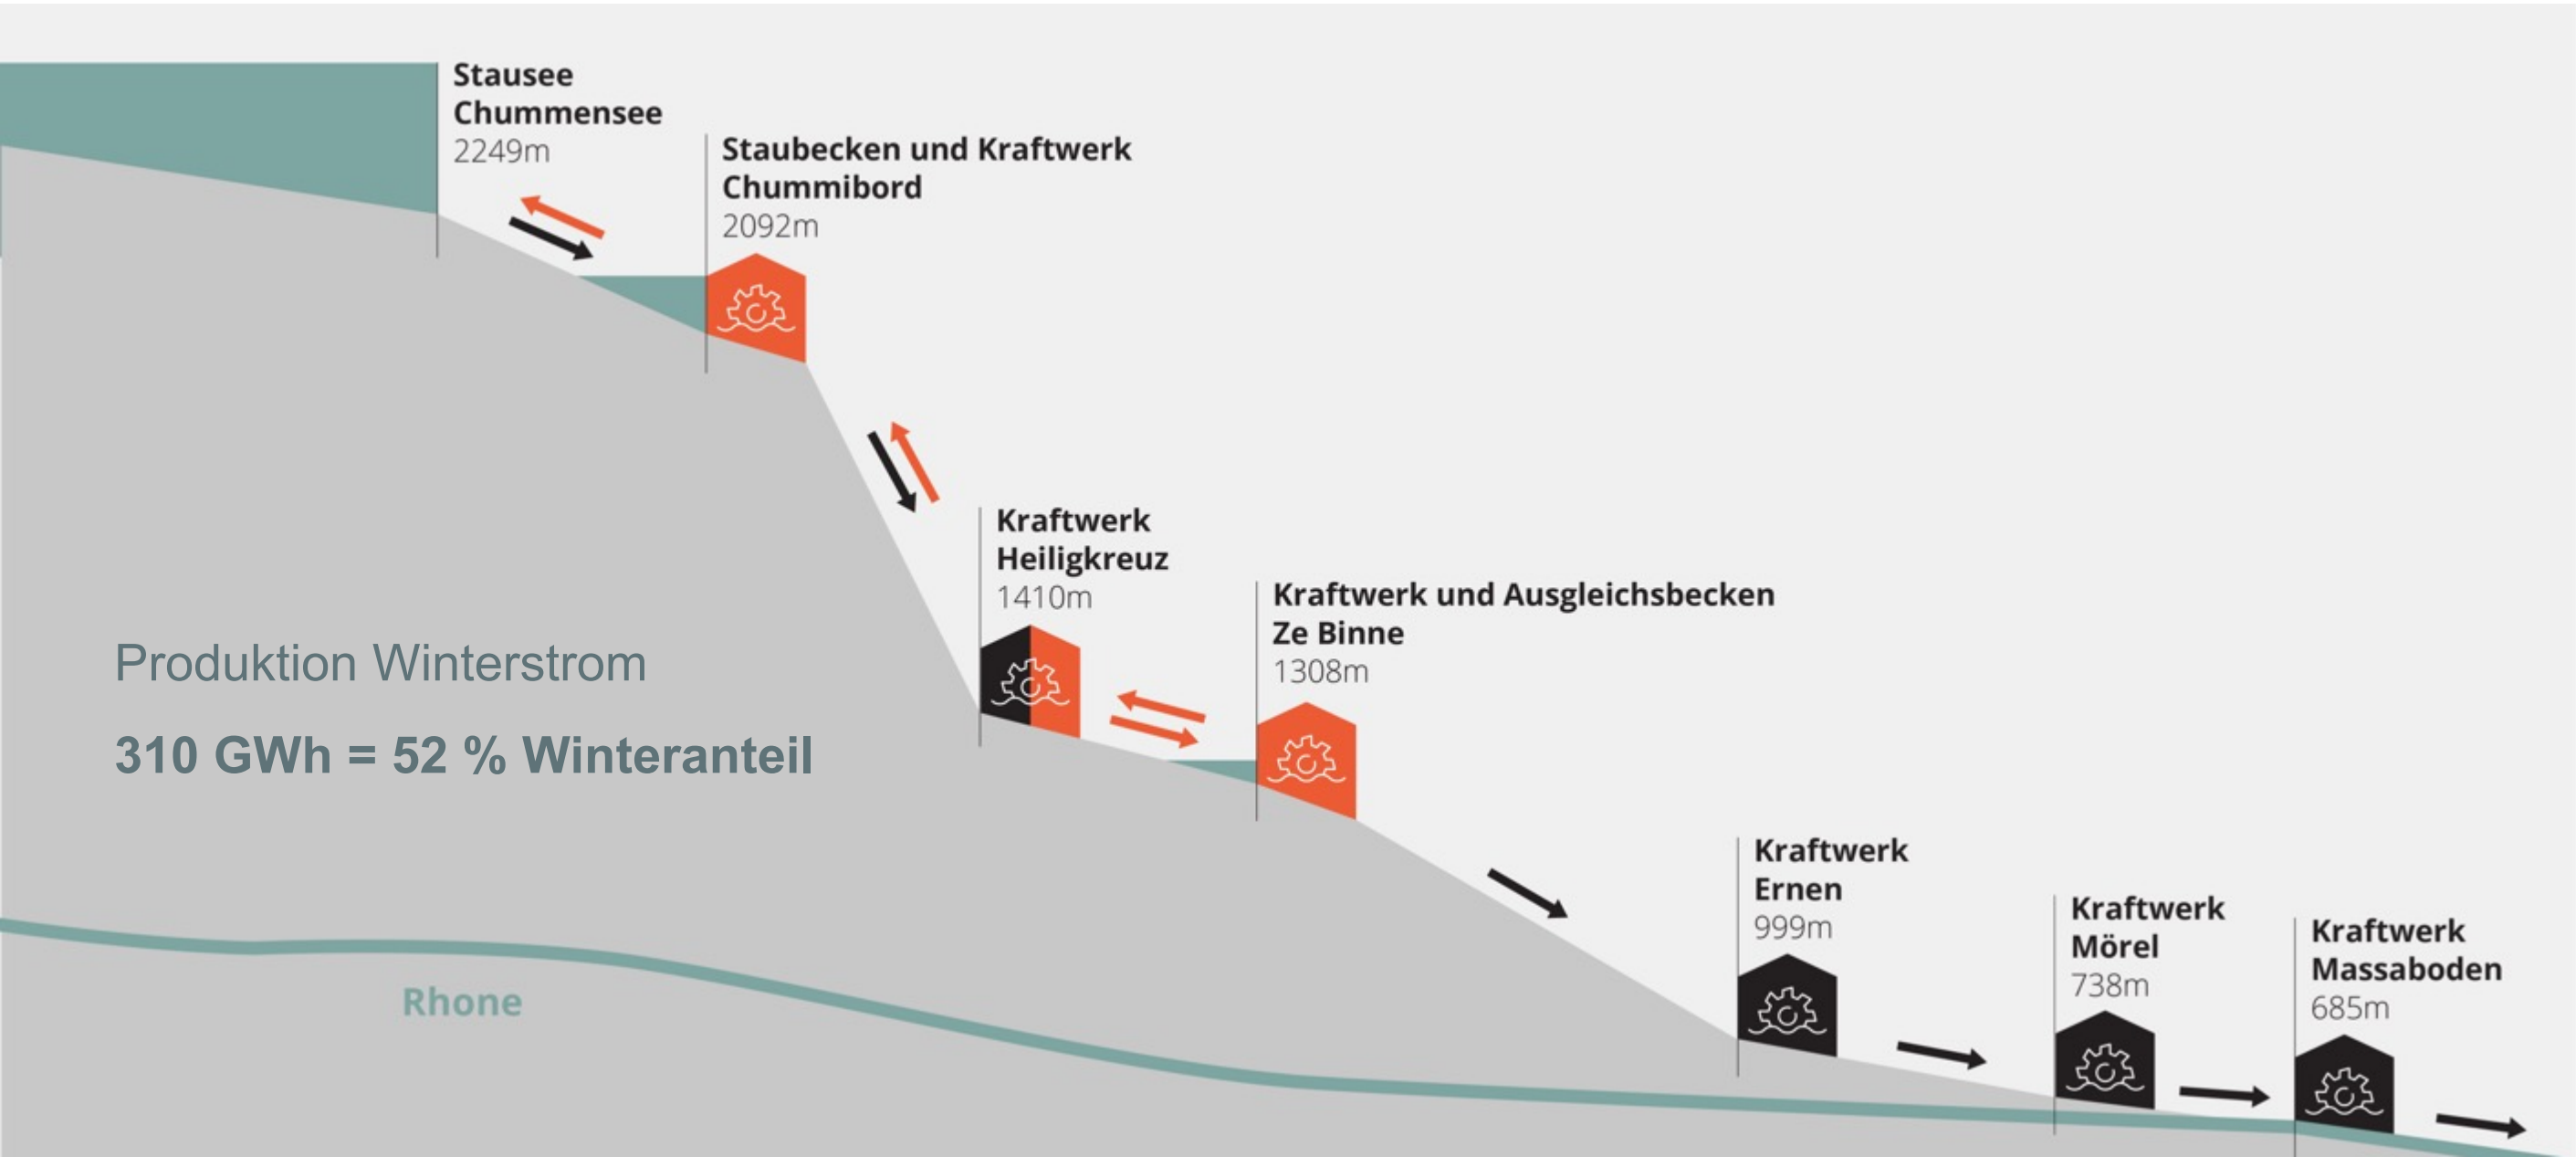 Stausee
Chummensee
2249m
Staubecken und Kraftwerk
Chummibord
2092m
Kraftwerk
Heiligkreuz
1410m
Kraftwerk und Ausgleichsbecken
Ze Binne
1308m
Produktion Winterstrom
310 GWh = 52 % Winteranteil
Kraftwerk
Ernen
999m
Kraftwerk
Mörel
738m
Kraftwerk
Massaboden
685m
Rhone